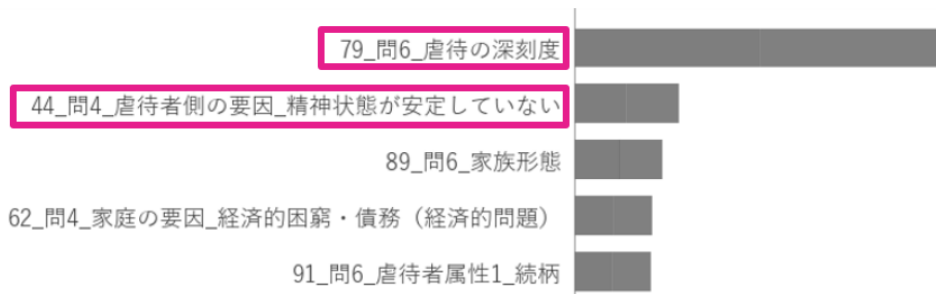 79_問6_虐待の深刻度
44_問4_虐待者側の要因_精神状態が安定していない
89_問6_家族形態
62_問4_家庭の要因_経済的困窮・債務（経済的問題）
91_問6_虐待者属性1_続柄